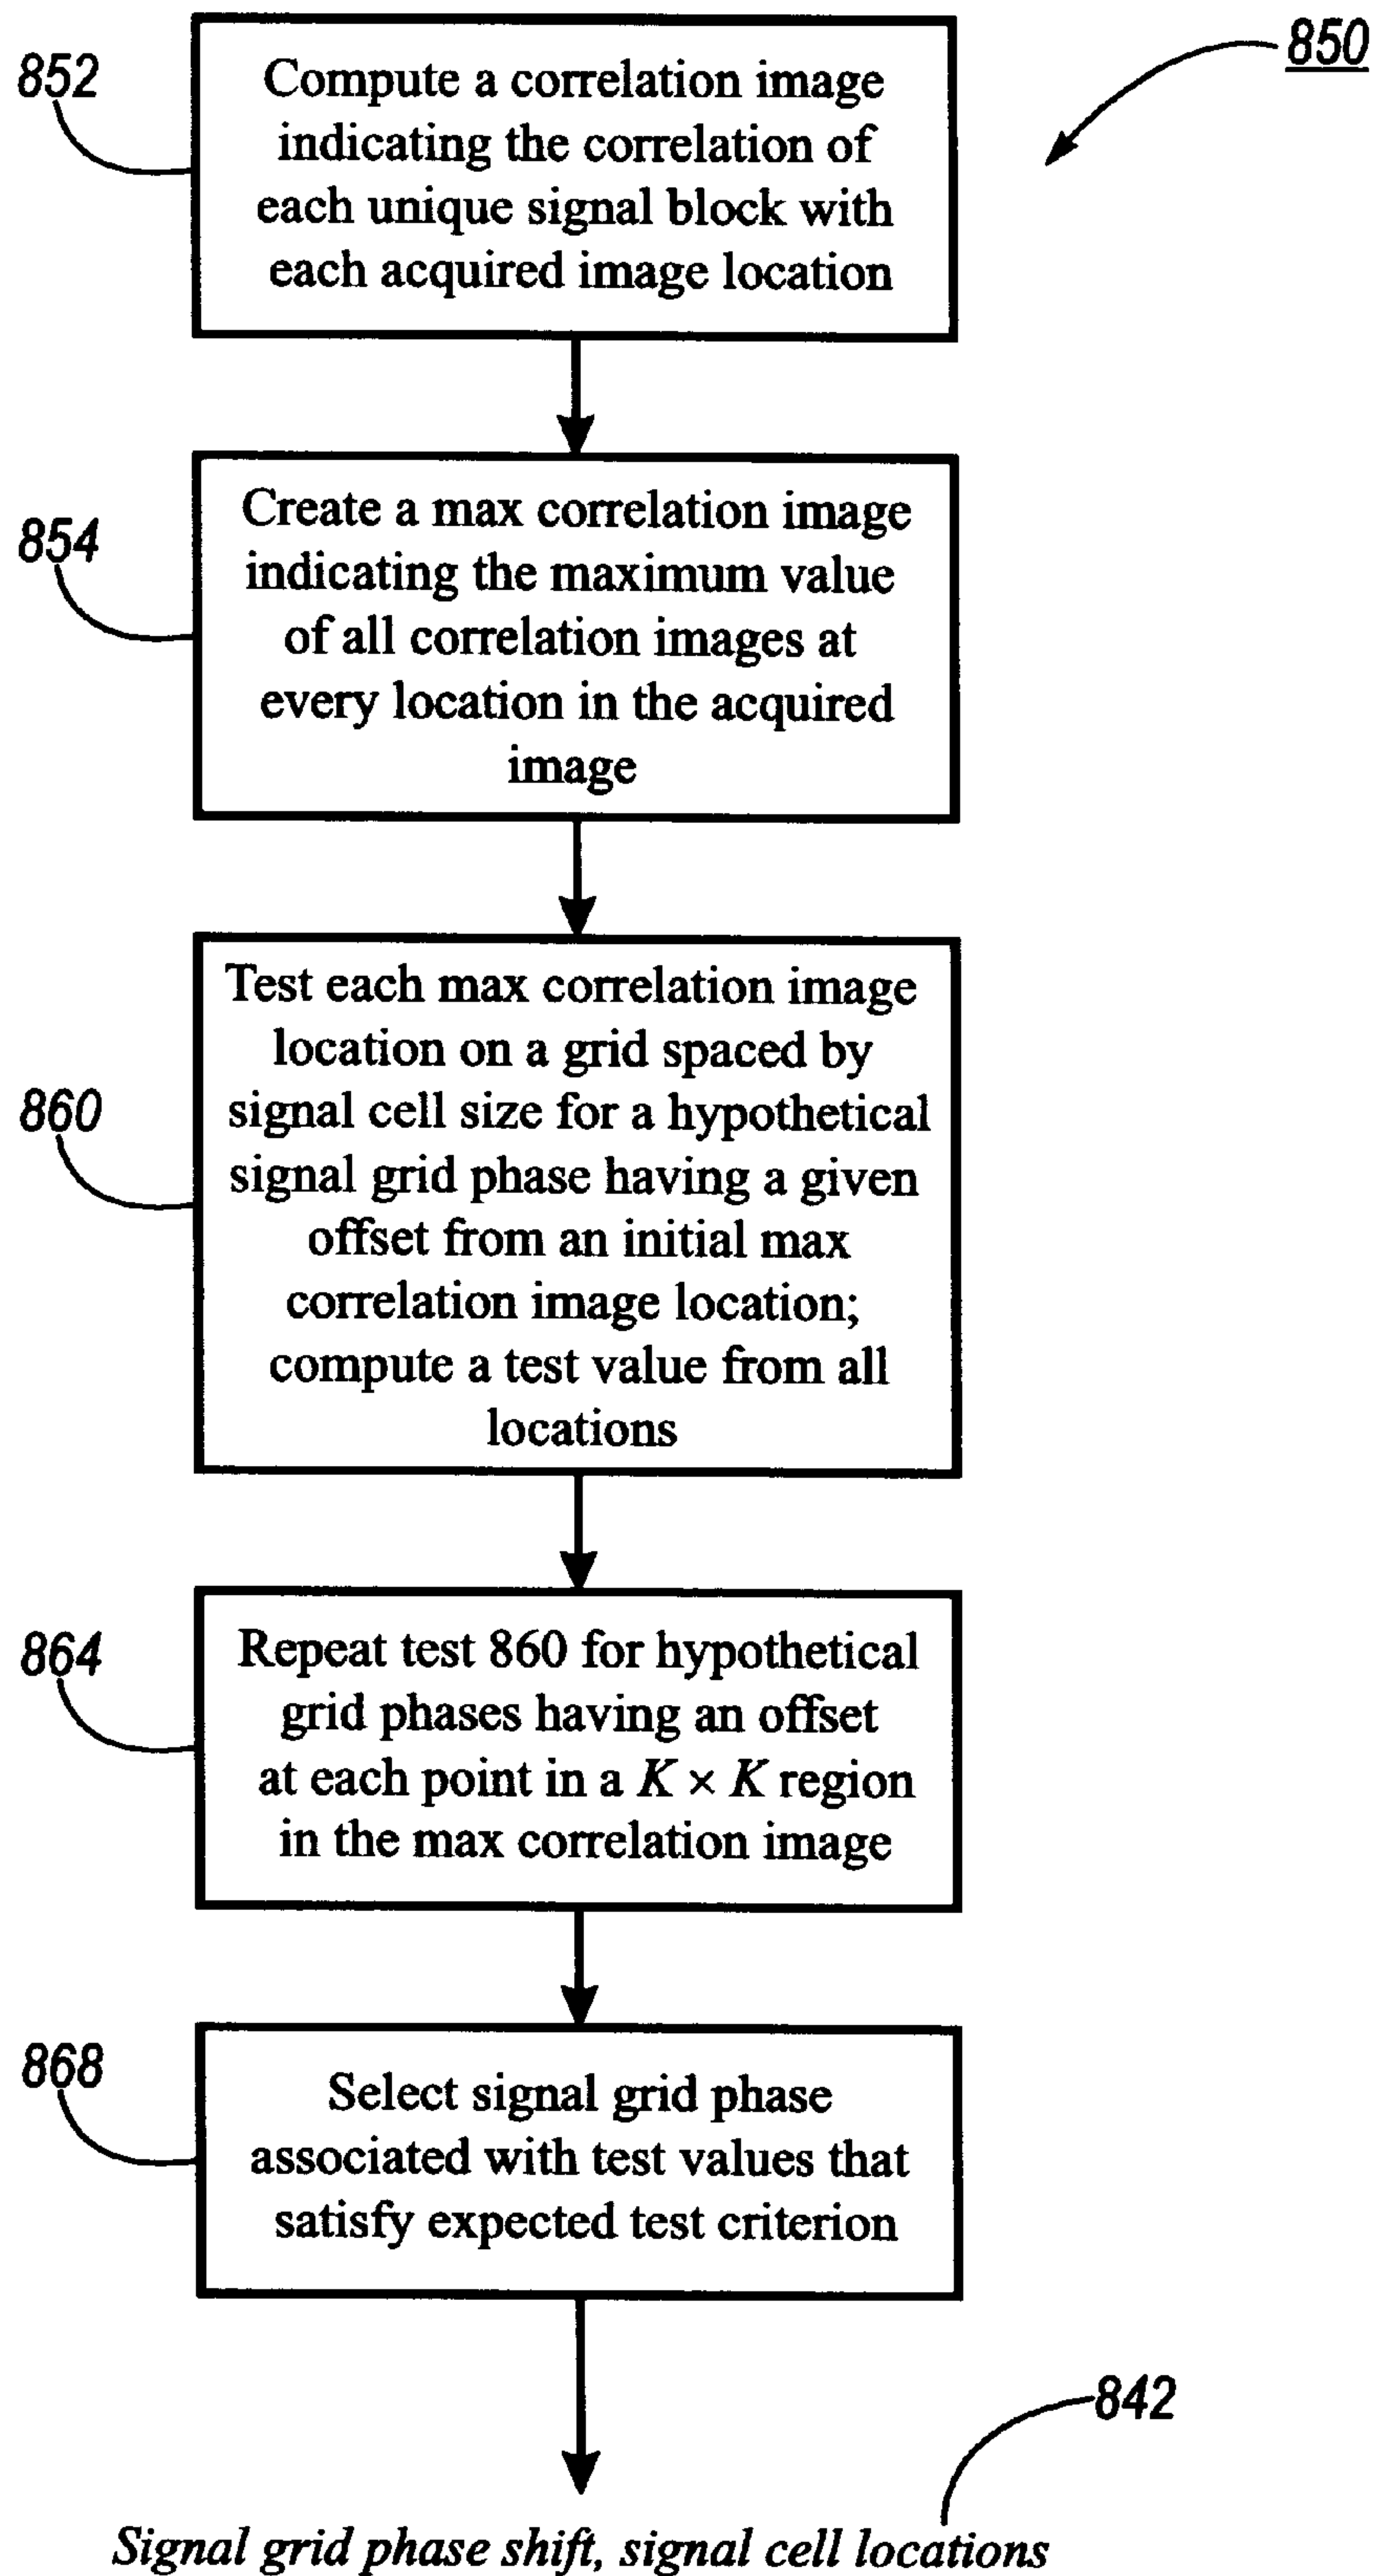 850
852
Compute a correlation image
indicating the correlation of
each unique signal block with
each acquired image location
854
Create a max correlation image
indicating the maximum value
of all correlation images at
every location in the acquired
image
860
Test each max correlation image
location on a grid spaced by
signal cell size for a hypothetical
signal grid phase having a given
offset from an initial max
correlation image location;
compute a test value from all
locations
864
Repeat test 860 for hypothetical
grid phases having an offset
at each point in a K × K region
in the max correlation image
868
Select signal grid phase
associated with test values that
satisfy expected test criterion
842
Signal grid phase shift, signal cell locations